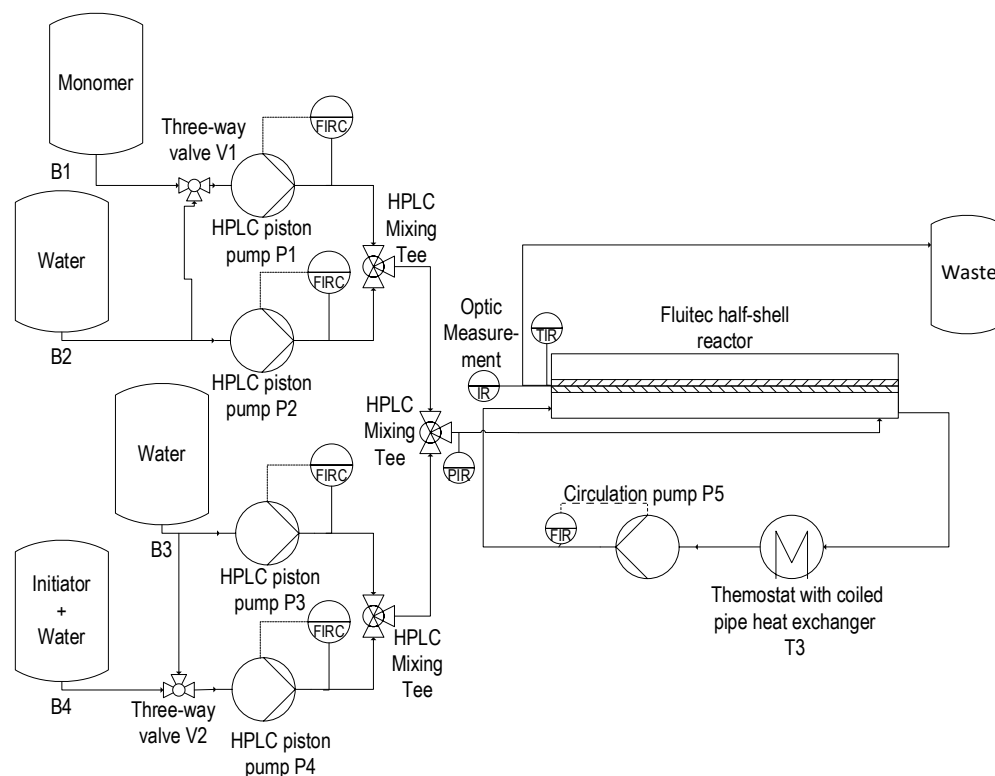 Monomer
B1
Three-way
valve V1
FIRC
HPLC piston
pump P1
HPLC
Mixing
Tee
Water
B2
FIRC
HPLC piston
pump P2
Optic
Measure-
ment
IR
TIR
Fluitec half-shell
reactor
Waste
HPLC
Mixing
Tee
PIR
Water
B3
FIRC
HPLC piston
pump P3
Circulation pump P5
FIR
Themostat with coiled
pipe heat exchanger
T3
Initiator
+
Water
B4
Three-way
valve V2
FIRC
HPLC piston
pump P4
HPLC
Mixing
Tee